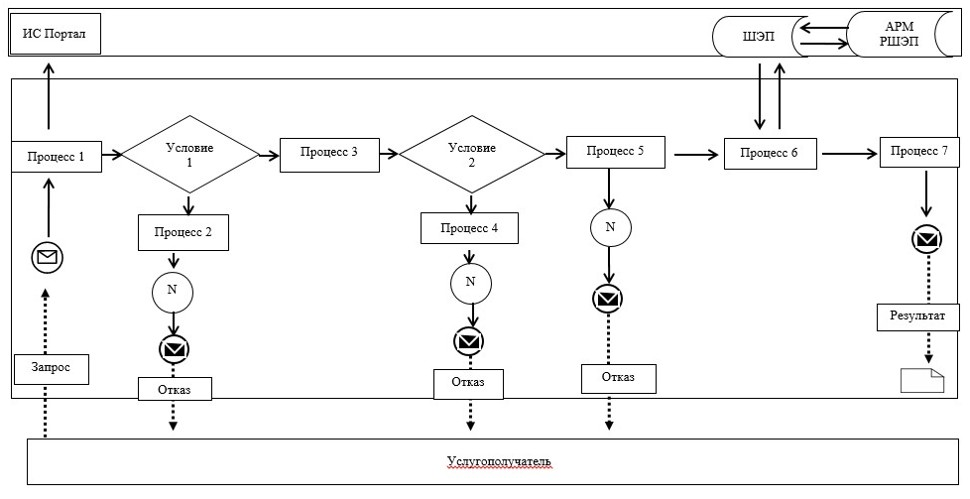 ИС Портал
ШЭП
АРМ
РШЭП
Процесс 1
Условие
1
Процесс 3
Условие
2
Процесс 5
Процесс 6
Процесс 7
Процесс 2
Процесс 4
N
N
N
Результат
Запрос
Отказ
Отказ
Отказ
Услугополучатель